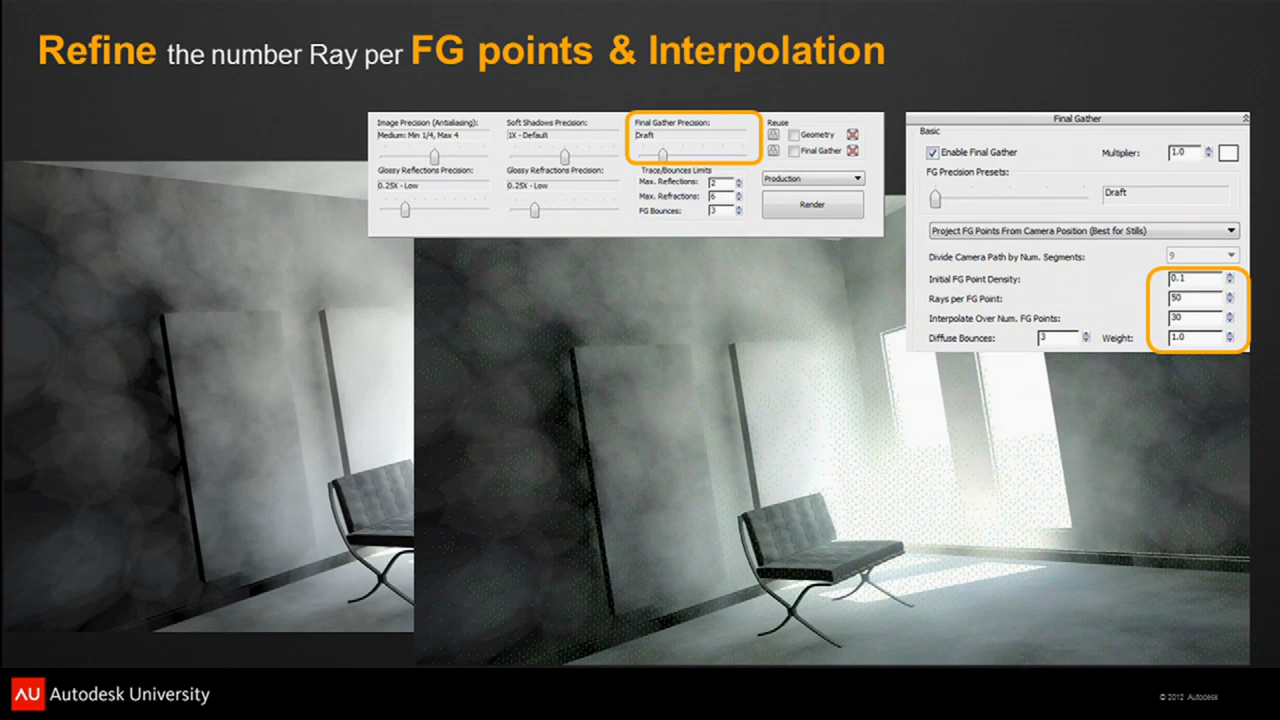 Refine the number Ray per FG points & Interpolation
Image Precision (Antialiasing):
Medium: Min 1/4, Max 4
Soft Shadows Precision:
1X - Default
Final Gather Precision:
Draft
Reuse
Geometry
Final Gather
Glossy Reflections Precision:
0.25X - Low
Glossy Refractions Precision:
0.25X - Low
Trace/Bounces Limits
Max. Reflections: 2
Max. Refractions: 6
FG Bounces: 3
Production
Render
Final Gather
Basic
Enable Final Gather
Multiplier: 1.0
FG Precision Presets:
Draft
Project FG Points From Camera Position (Best for Stills)
Divide Camera Path by Num. Segments: 9
Initial FG Point Density: 0.1
Rays per FG Point: 50
Interpolate Over Num. FG Points: 30
Diffuse Bounces: 3 Weight: 1.0
AU Autodesk University
© 2012 Autodesk